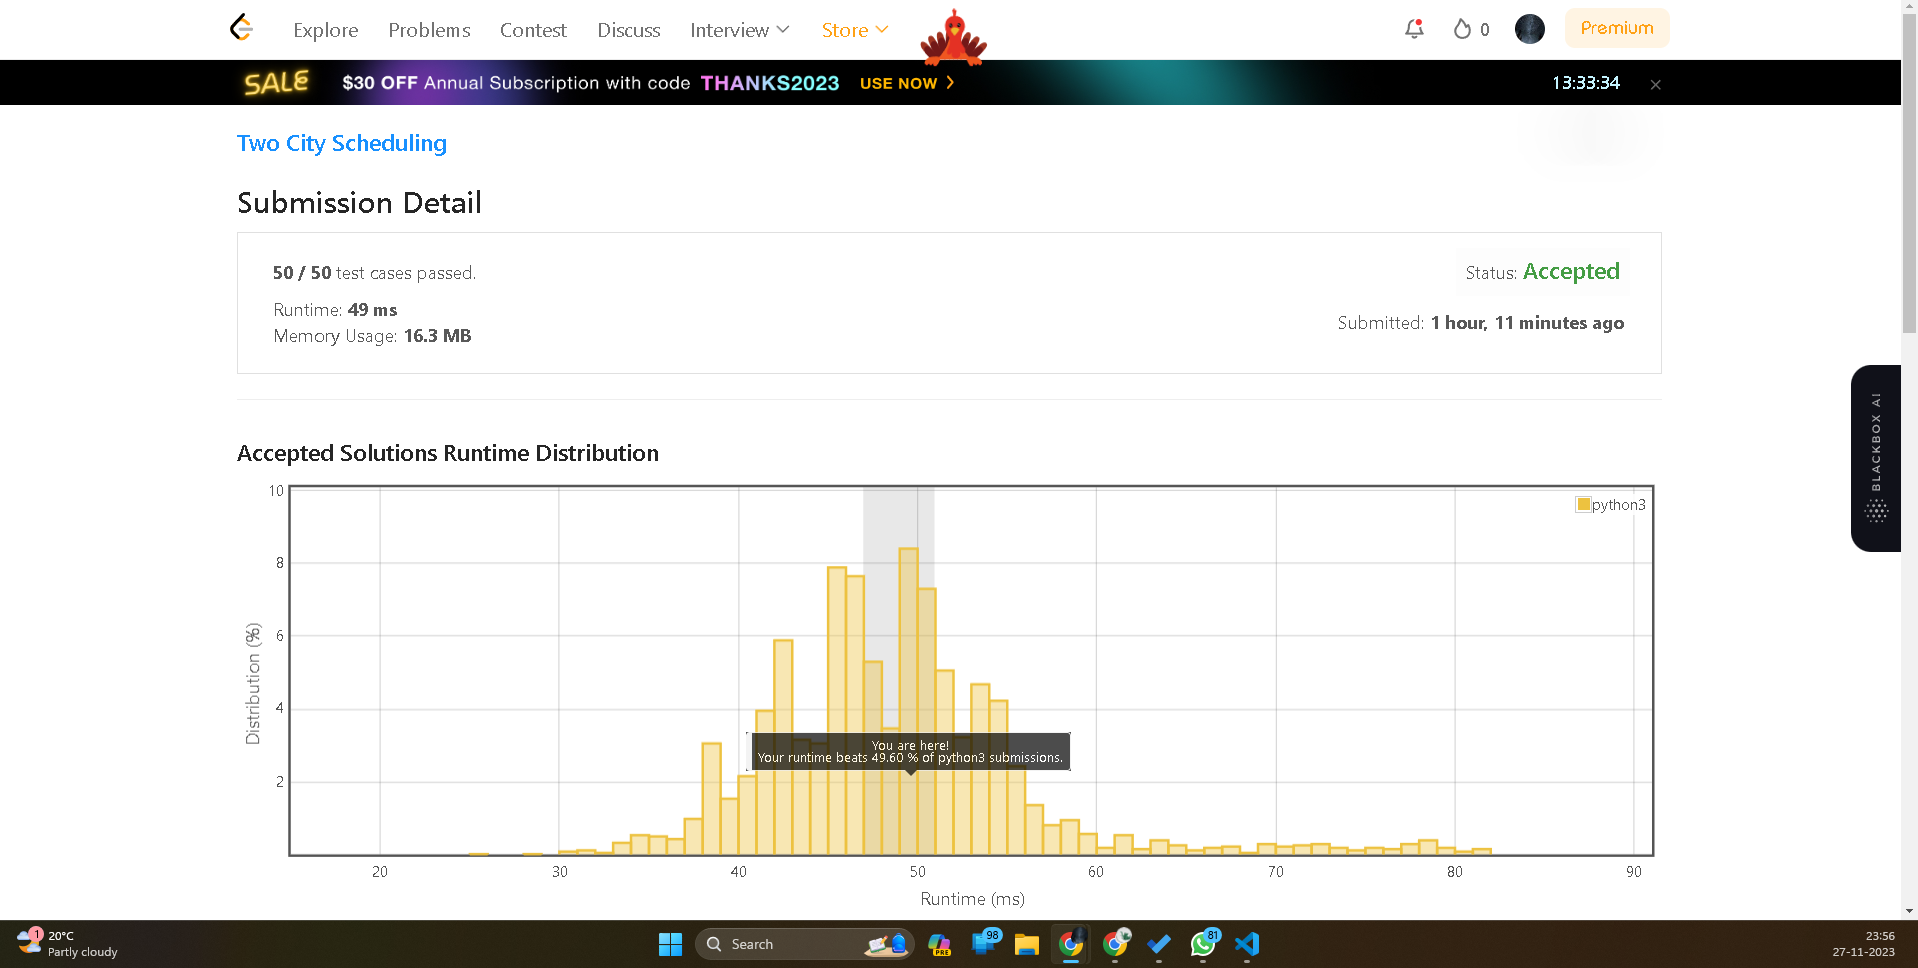 Explore Problems Contest Discuss Interview Store 0 Premium
SALE $30 OFF Annual Subscription with code THANKS2023 USE NOW 13:33:34
Two City Scheduling
Submission Detail
50 / 50 test cases passed. Status: Accepted
Runtime: 49 ms
Submitted: 1 hour, 11 minutes ago
Memory Usage: 16.3 MB
BLACKBOX AI
Accepted Solutions Runtime Distribution
10
python3
8
6
Distribution (%)
4
You are here!
Your runtime beats 49.60 % of python3 submissions.
2
20 30 40 50 60 70 80 90
Runtime (ms)
1 20°C
Partly cloudy
Search PRE 98 81
23:56
27-11-2023